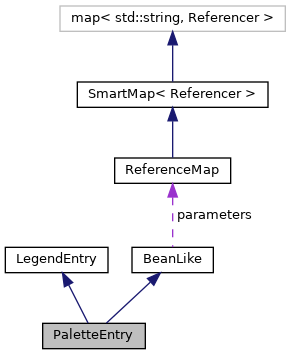 map< std::string, Referencer >
SmartMap< Referencer >
ReferenceMap
parameters
LegendEntry
BeanLike
PaletteEntry